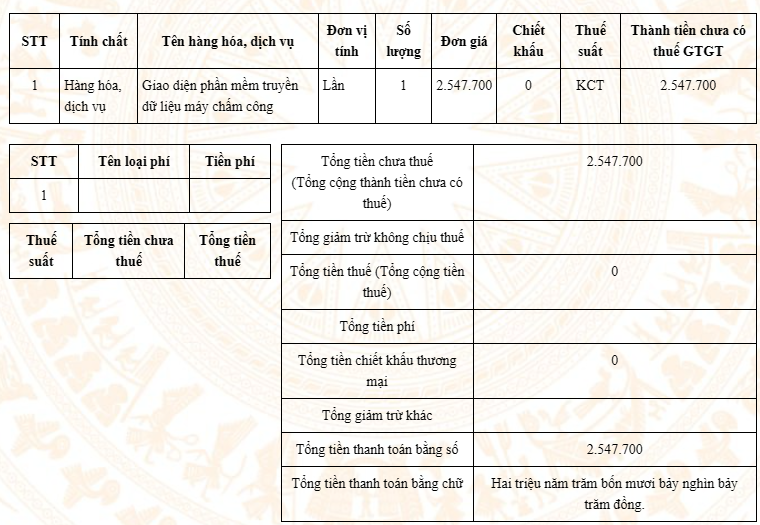 STT Tính chất Tên hàng hóa, dịch vụ Đơn vị tính Số lượng Đơn giá Chiết khấu Thuế suất Thành tiền chưa có thuế GTGT
1 Hàng hóa, dịch vụ Giao diện phần mềm truyền dữ liệu máy chấm công Lần 1 2.547.700 0 KCT 2.547.700
STT Tên loại phí Tiền phí
1
Thuế suất Tổng tiền chưa thuế Tổng tiền thuế
Tổng tiền chưa thuế 2.547.700
(Tổng cộng thành tiền chưa có
thuế)
Tổng giảm trừ không chịu thuế
Tổng tiền thuế (Tổng cộng tiền 0
thuế)
Tổng tiền phí
Tổng tiền chiết khấu thương 0
mại
Tổng giảm trừ khác
Tổng tiền thanh toán bằng số 2.547.700
Tổng tiền thanh toán bằng chữ Hai triệu năm trăm bốn mươi bảy nghìn bảy
trăm đồng.